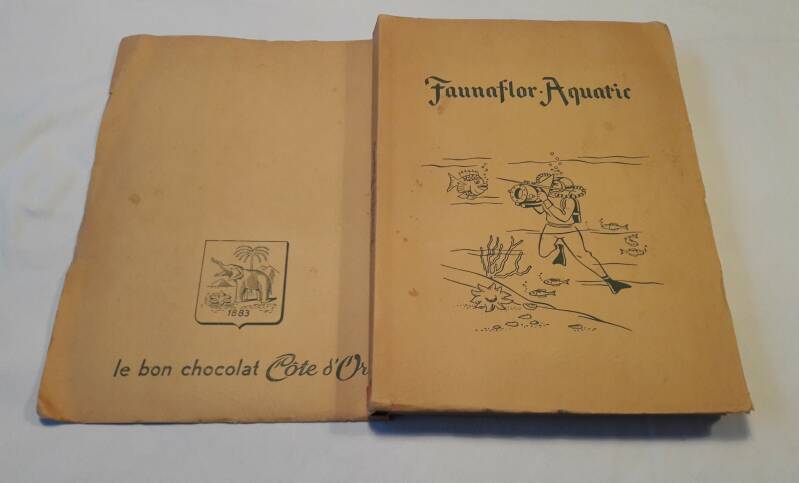 Faunaflor·Aquatic
1883
le bon chocolat Côte d'Or